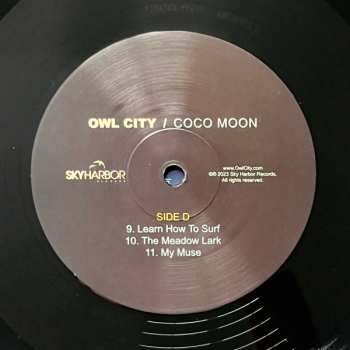 OWL CITY / COCO MOON
SKYHARBOR
RECORDS
www.OwlCity.com
©® 2023 Sky Harbor Records.
All rights reserved.
SIDE D
9. Learn How To Surf
10. The Meadow Lark
11. My Muse